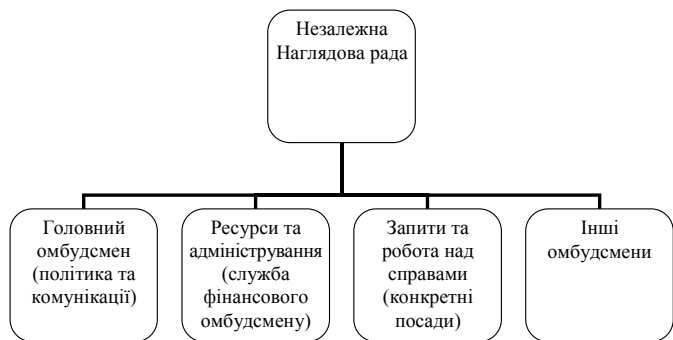 Незалежна
Наглядова рада
Головний
омбудсмен
(політика та
комунікації)
Ресурси та
адміністрування
(служба
фінансового
омбудсмену)
Запити та
робота над
справами
(конкретні
посади)
Інші
омбудсмени